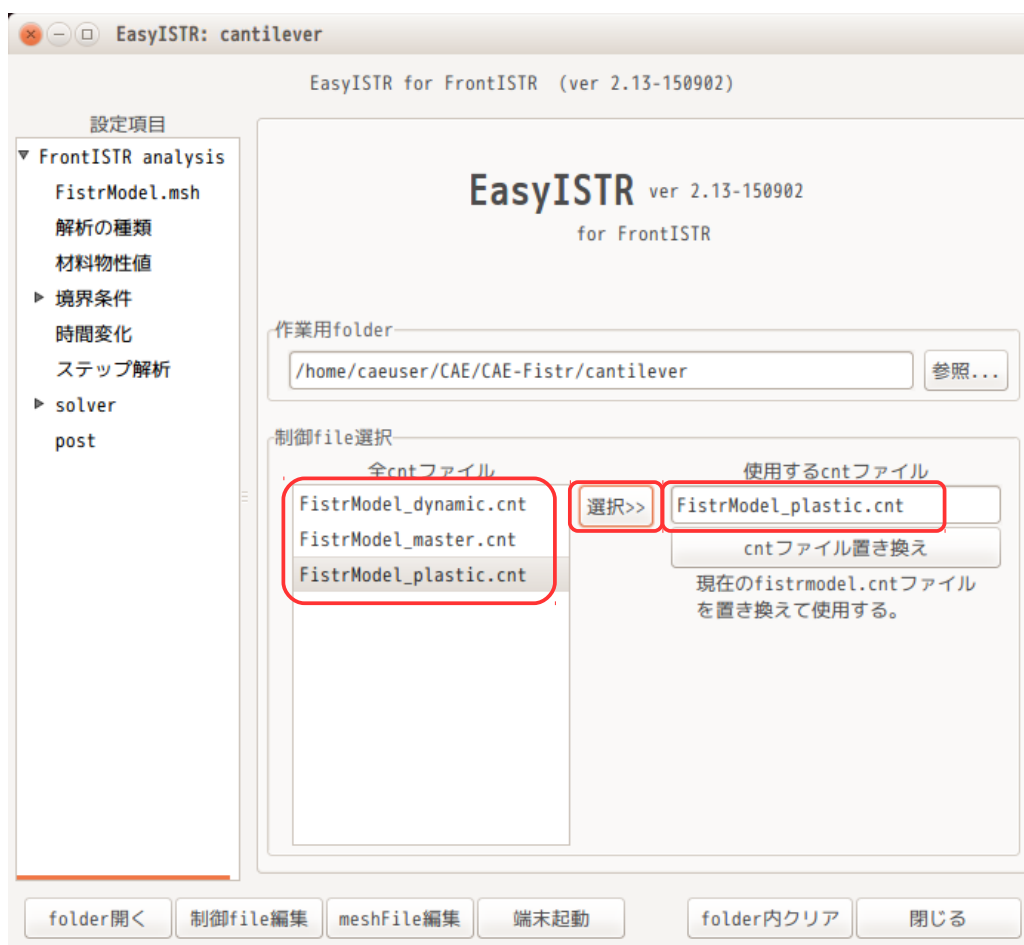 EasyISTR: cantilever
EasyISTR for FrontISTR (ver 2.13-150902)
設定項目
FrontISTR analysis
FistrModel.msh
解析の種類
材料物性値
境界条件
時間変化
ステップ解析
solver
post
EasyISTR ver 2.13-150902
for FrontISTR
作業用folder
/home/caeuser/CAE/CAE-Fistr/cantilever
参照...
制御file選択
全cntファイル
FistrModel_dynamic.cnt
FistrModel_master.cnt
FistrModel_plastic.cnt
選択>>
使用するcntファイル
FistrModel_plastic.cnt
cntファイル置き換え
現在のfistrmodel.cntファイル
を置き換えて使用する。
folder開く
制御file編集
meshFile編集
端末起動
folder内クリア
閉じる